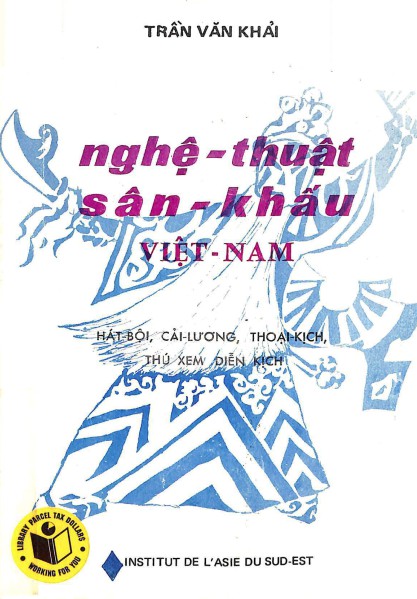 TRẦN VĂN KHẢI
nghệ-thuật
sân-khấu
VIỆT-NAM
HÁT-BỘI, CẢI-LƯƠNG, THOẠI-KỊCH,
THÚ XEM DIỄN KỊCH
LIBRARY PARCEL TAX DOLLARS
WORKING FOR YOU
INSTITUT DE L'ASIE DU SUD-EST